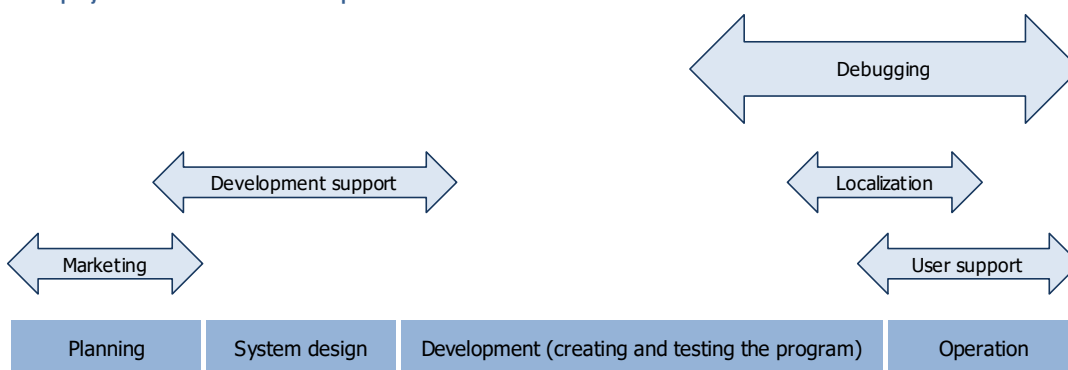 Debugging
Development support
Localization
Marketing
User support
Planning
System design
Development (creating and testing the program)
Operation